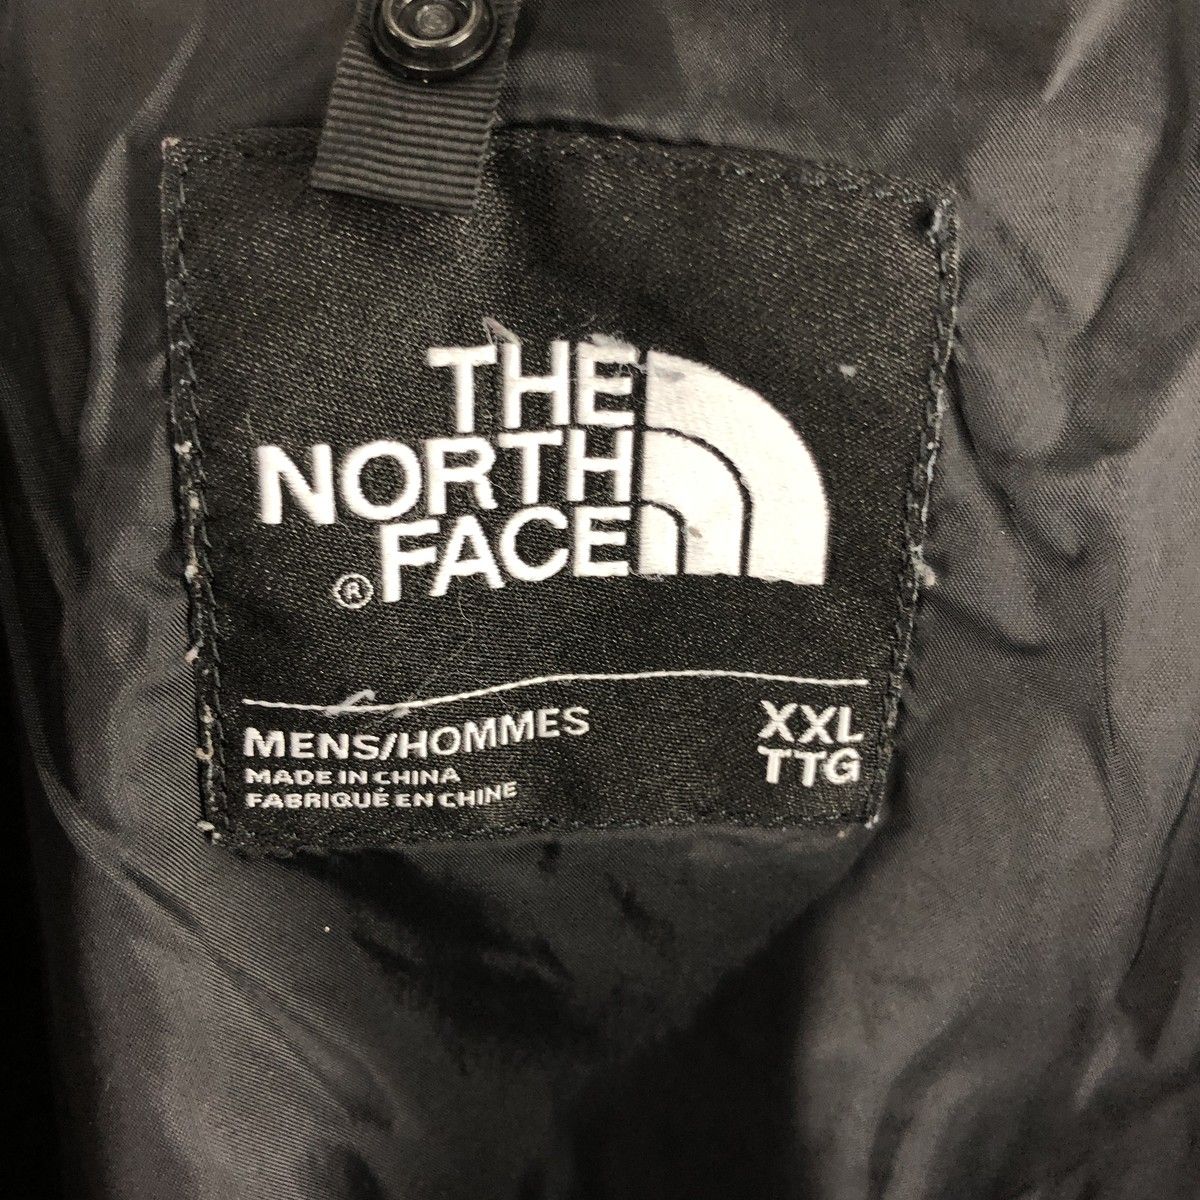 THE
NORTH
® FACE
MENS/HOMMES
MADE IN CHINA
FABRIQUÉ EN CHINE
XXL
TTG